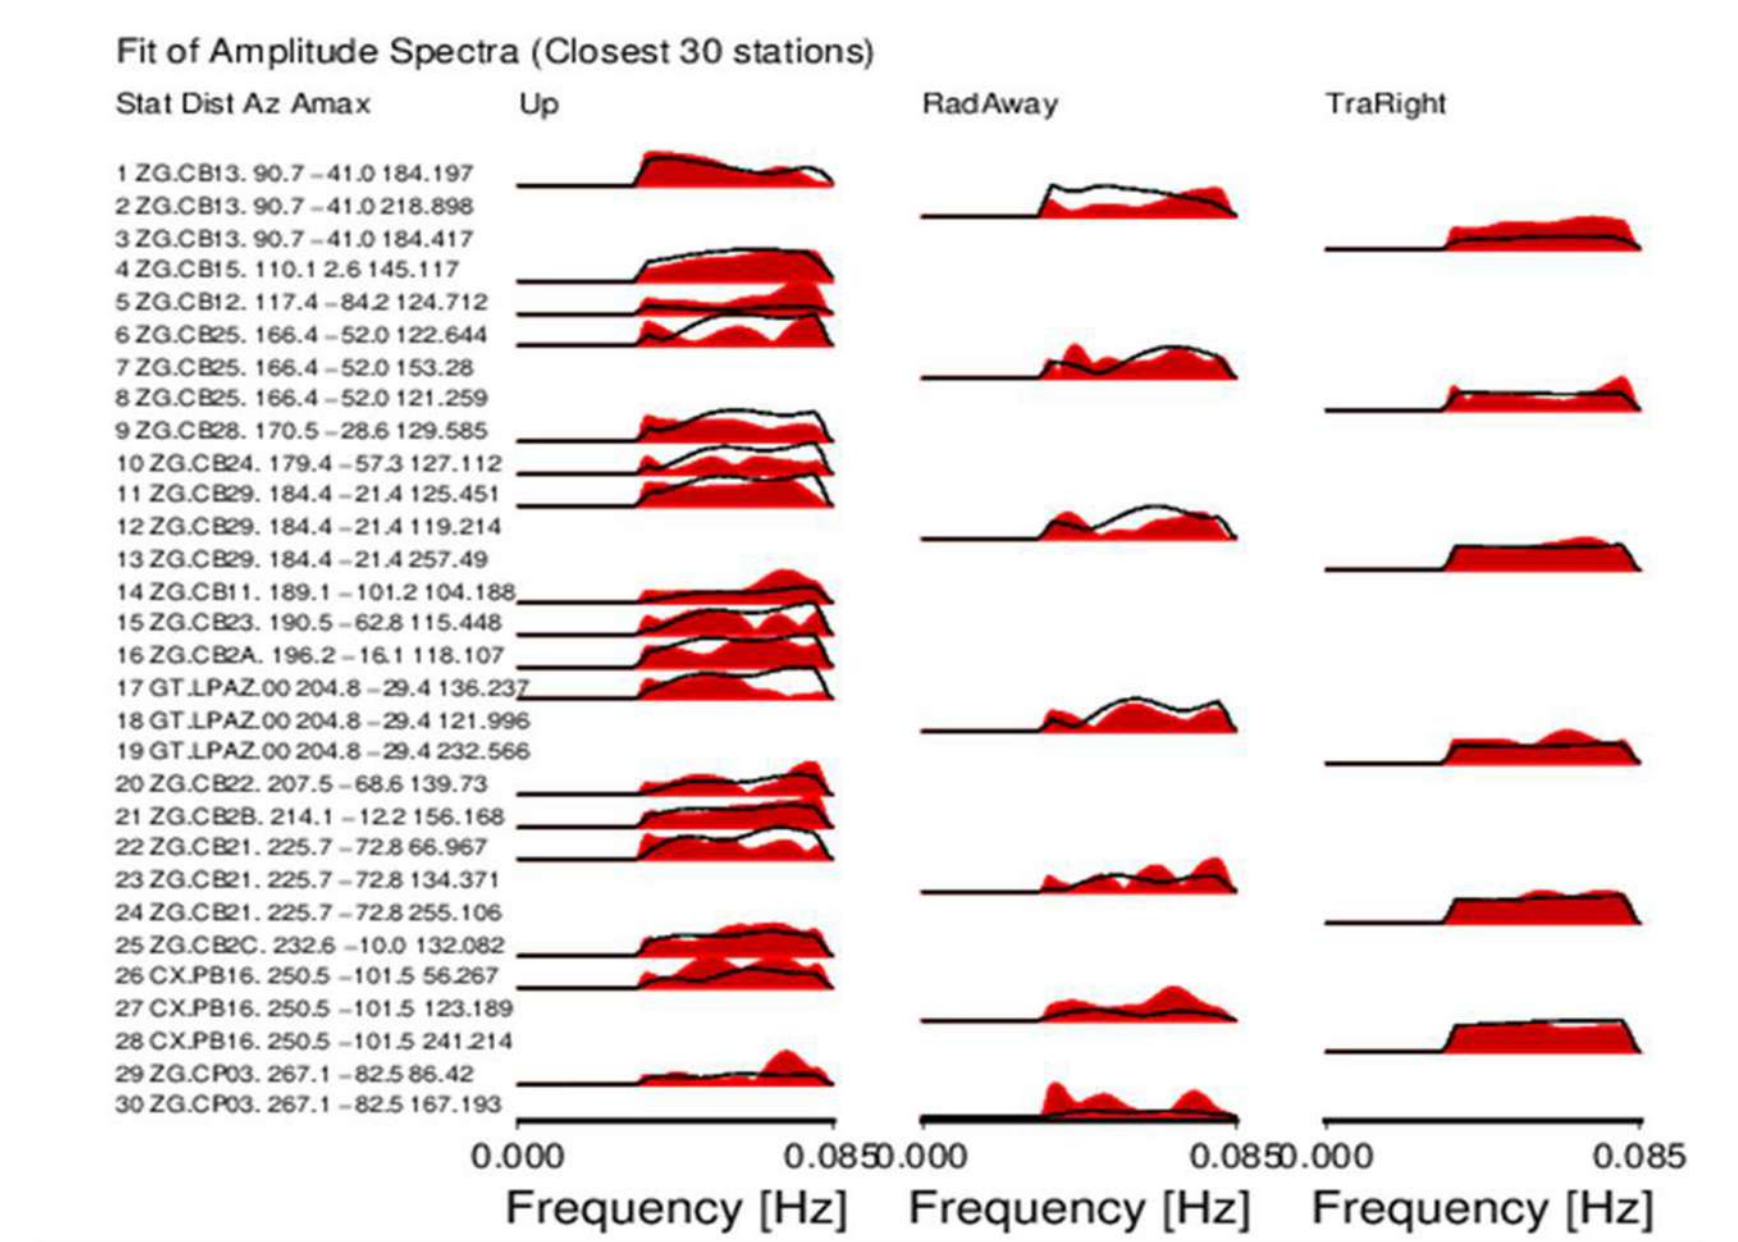 Fit of Amplitude Spectra (Closest 30 stations)
Stat Dist Az Amax Up RadAway TraRight
1 ZG.CB13. 90.7 -41.0 184.197
2 ZG.CB13. 90.7 -41.0 218.898
3 ZG.CB13. 90.7 -41.0 184.417
4 ZG.CB15. 110.1 2.6 145.117
5 ZG.CB12. 117.4 -84.2 124.712
6 ZG.CB25. 166.4 -52.0 122.644
7 ZG.CB25. 166.4 -52.0 153.28
8 ZG.CB25. 166.4 -52.0 121.259
9 ZG.CB28. 170.5 -28.6 129.585
10 ZG.CB24. 179.4 -57.3 127.112
11 ZG.CB29. 184.4 -21.4 125.451
12 ZG.CB29. 184.4 -21.4 119.214
13 ZG.CB29. 184.4 -21.4 257.49
14 ZG.CB11. 189.1 -101.2 104.188
15 ZG.CB23. 190.5 -62.8 115.448
16 ZG.CB2A. 196.2 -16.1 118.107
17 GT.LPAZ.00 204.8 -29.4 136.237
18 GT.LPAZ.00 204.8 -29.4 121.996
19 GT.LPAZ.00 204.8 -29.4 232.566
20 ZG.CB22. 207.5 -68.6 139.73
21 ZG.CB2B. 214.1 -12.2 156.168
22 ZG.CB21. 225.7 -72.8 66.967
23 ZG.CB21. 225.7 -72.8 134.371
24 ZG.CB21. 225.7 -72.8 255.106
25 ZG.CB2C. 232.6 -10.0 132.082
26 CX.PB16. 250.5 -101.5 56.267
27 CX.PB16. 250.5 -101.5 123.189
28 CX.PB16. 250.5 -101.5 241.214
29 ZG.CP03. 267.1 -82.5 86.42
30 ZG.CP03. 267.1 -82.5 167.193
0.000 0.085 0.000 0.085 0.000 0.085
Frequency [Hz] Frequency [Hz] Frequency [Hz]